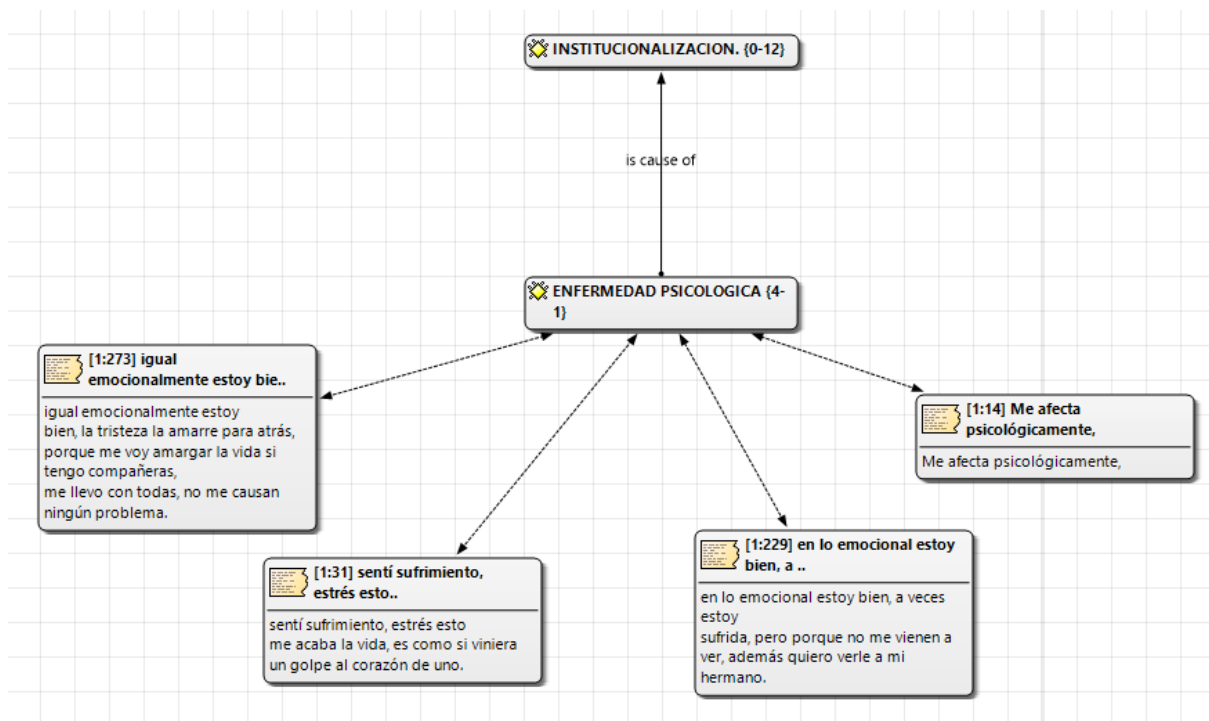 INSTITUCIONALIZACION. {0-12}
is cause of
ENFERMEDAD PSICOLOGICA {4-
1}
[1:273] igual
emocionalmente estoy bie..
igual emocionalmente estoy
bien, la tristeza la amarre para atrás,
porque me voy amargar la vida si
tengo compañeras,
me llevo con todas, no me causan
ningún problema.
[1:31] sentí sufrimiento,
estrés esto..
sentí sufrimiento, estrés esto
me acaba la vida, es como si viniera
un golpe al corazón de uno.
[1:229] en lo emocional estoy
bien, a ..
en lo emocional estoy bien, a veces
estoy
sufrida, pero porque no me vienen a
ver, además quiero verle a mi
hermano.
[1:14] Me afecta
psicológicamente,
Me afecta psicológicamente,